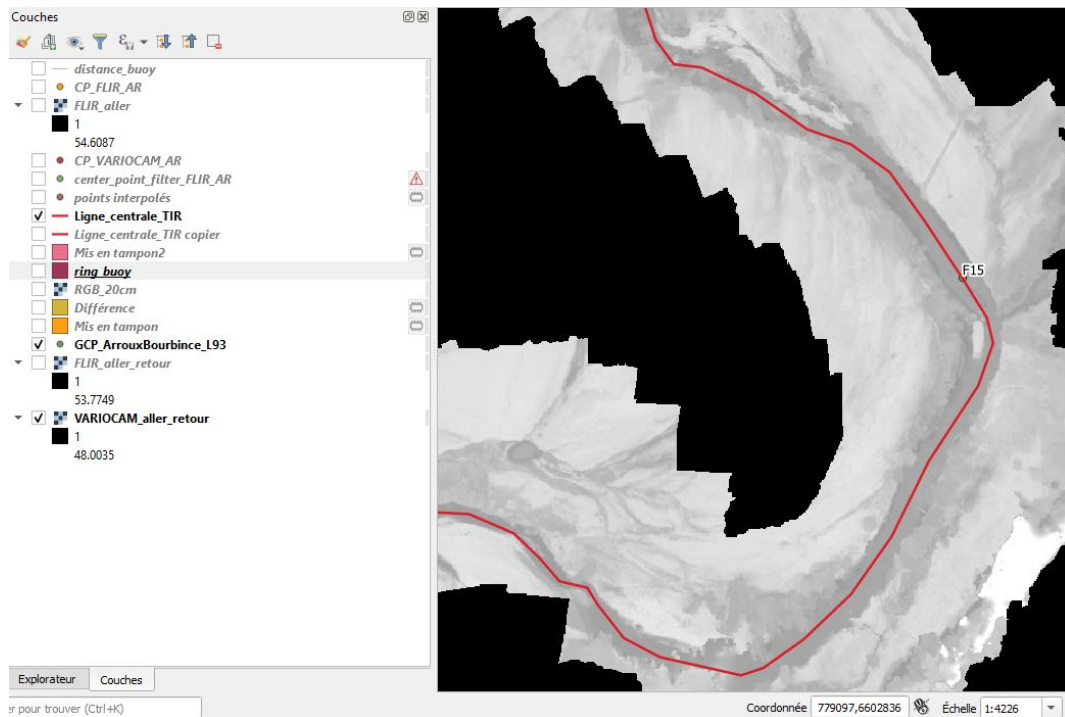 Couches
distance_buoy
CP_FLIR_AR
FLIR_aller
1
54.6087
CP_VARIOCAM_AR
center_point_filter_FLIR_AR
points interpolés
Ligne_centrale_TIR
Ligne_centrale_TIR copier
Mis en tampon2
ring_buoy
RGB_20cm
Différence
Mis en tampon
GCP_ArrouxBourbince_L93
FLIR_aller_retour
1
53.7749
VARIOCAM_aller_retour
1
48.0035
F15
Explorateur Couches
er pour trouver (Ctrl+K)
Coordonnée 779097,6602836 Échelle 1:4226